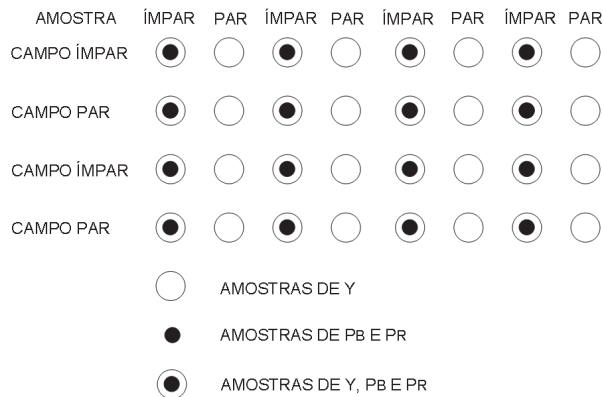 AMOSTRA ÍMPAR PAR ÍMPAR PAR ÍMPAR PAR ÍMPAR PAR
CAMPO ÍMPAR
CAMPO PAR
CAMPO ÍMPAR
CAMPO PAR
AMOSTRAS DE Y
AMOSTRAS DE PB E PR
AMOSTRAS DE Y, PB E PR